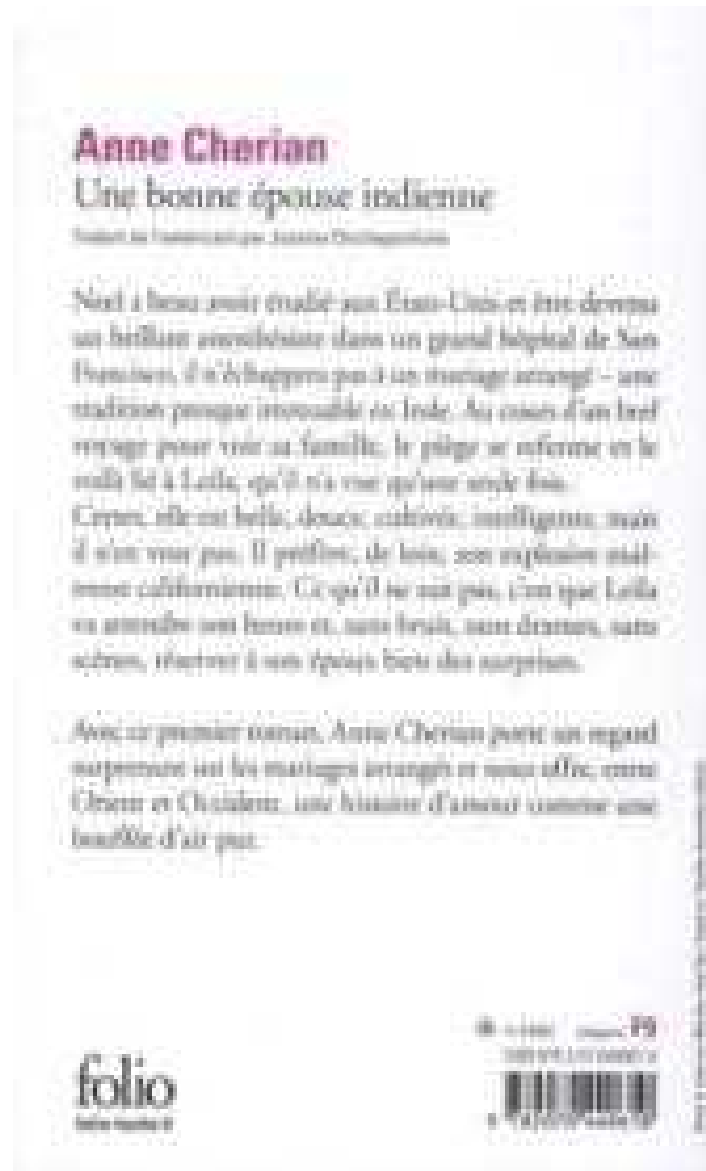 Anne Cherian
Une bonne épouse indienne
Traduit de l'américain par Josette Chicheportiche
Neel a beau avoir étudié aux États-Unis et être devenu
un brillant anesthésiste dans un grand hôpital de San
Francisco, il n'échappera pas à un mariage arrangé – une
tradition presque immuable en Inde. Au cours d'un bref
voyage pour voir sa famille, le piège se referme et le
voilà lié à Leila, qu'il n'a vue qu'une seule fois.
Certes, elle est belle, douce, cultivée, intelligente, mais
il n'en veut pas. Il préfère, de loin, son explosive maî-
tresse californienne. Ce qu'il ne sait pas, c'est que Leila
va attendre son heure et, sans bruit, sans drames, sans
scènes, réserver à son époux bien des surprises.
Avec ce premier roman, Anne Cherian porte un regard
surprenant sur les mariages arrangés et nous offre, entre
Orient et Occident, une histoire d'amour comme une
bouffée d'air pur.
folio